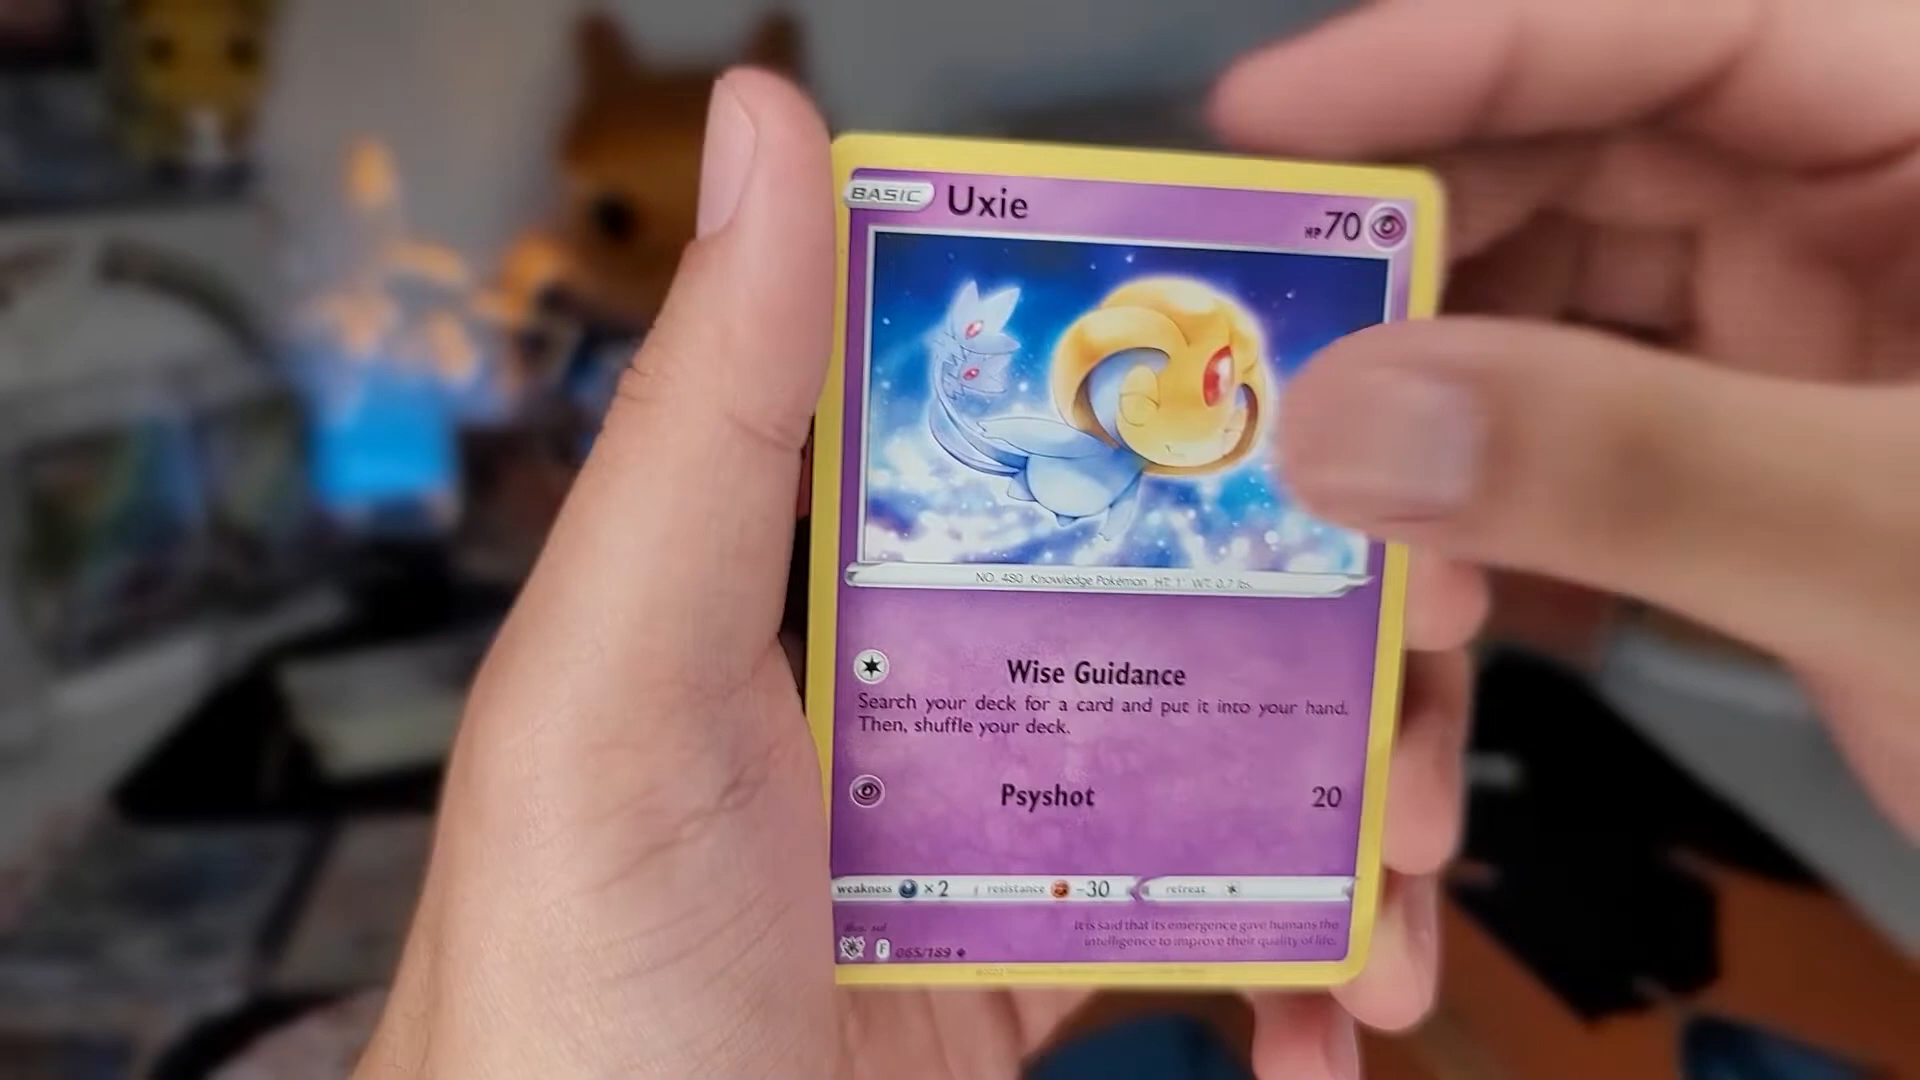 BASIC Uxie HP 70
NO. 480 Knowledge Pokémon HT: 1' WT: 0.7 lbs.
Wise Guidance
Search your deck for a card and put it into your hand.
Then, shuffle your deck.
Psyshot 20
weakness ×2 resistance -30 retreat
It is said that its emergence gave humans the
intelligence to improve their quality of life.
F 065/189